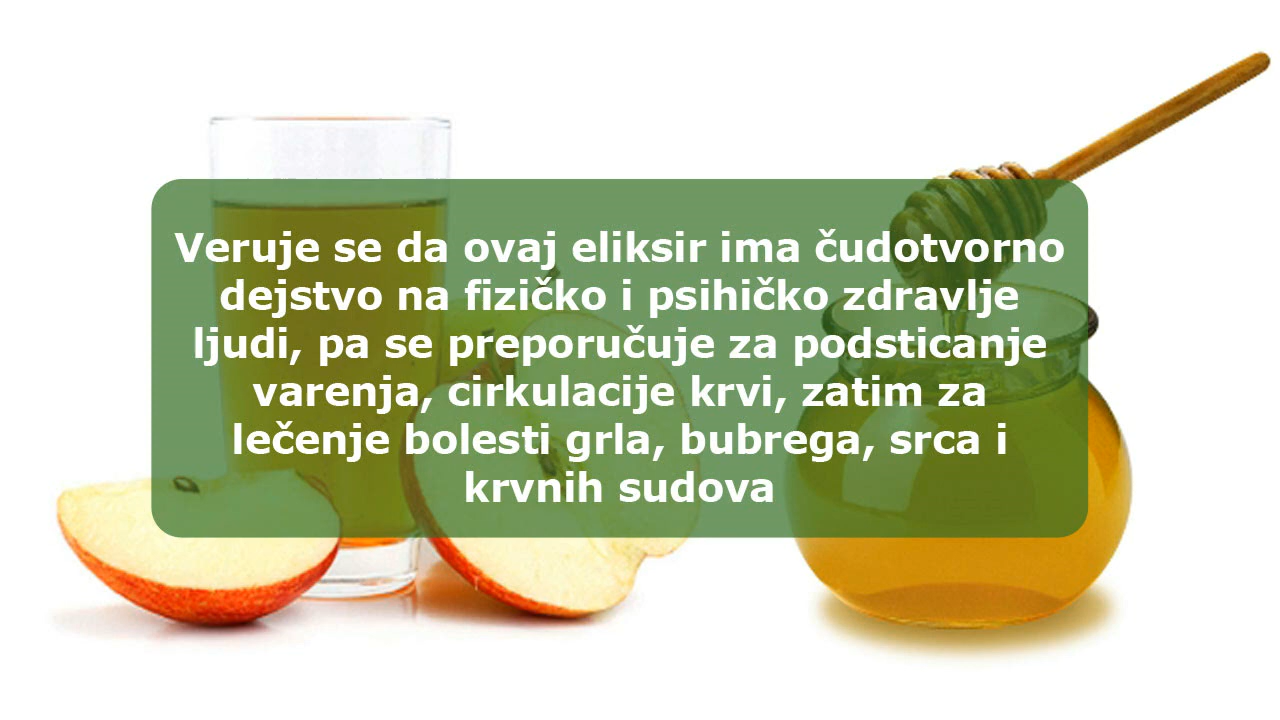 Veruje se da ovaj eliksir ima čudotvorno
dejstvo na fizičko i psihičko zdravlje
ljudi, pa se preporučuje za podsticanje
varenja, cirkulacije krvi, zatim za
lečenje bolesti grla, bubrega, srca i
krvnih sudova